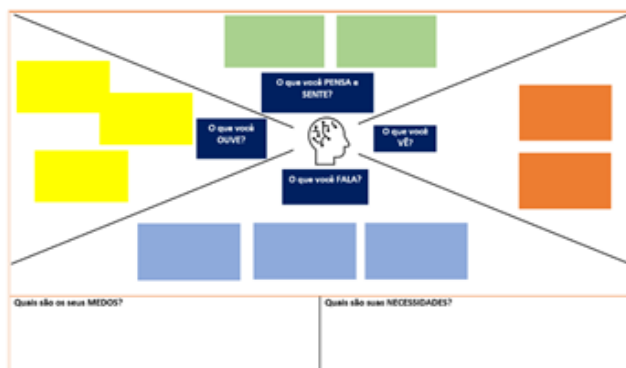 O que você PENSA e
SENTE?
O que você
OUVE?
O que você
VÊ?
O que você FALA?
Quais são os seus MEDOS?
Quais são suas NECESSIDADES?